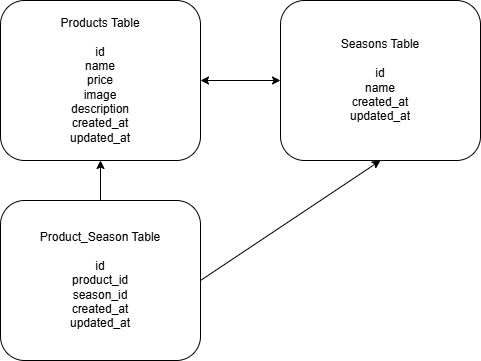 Products Table
id
name
price
image
description
created_at
updated_at
Seasons Table
id
name
created_at
updated_at
Product_Season Table
id
product_id
season_id
created_at
updated_at